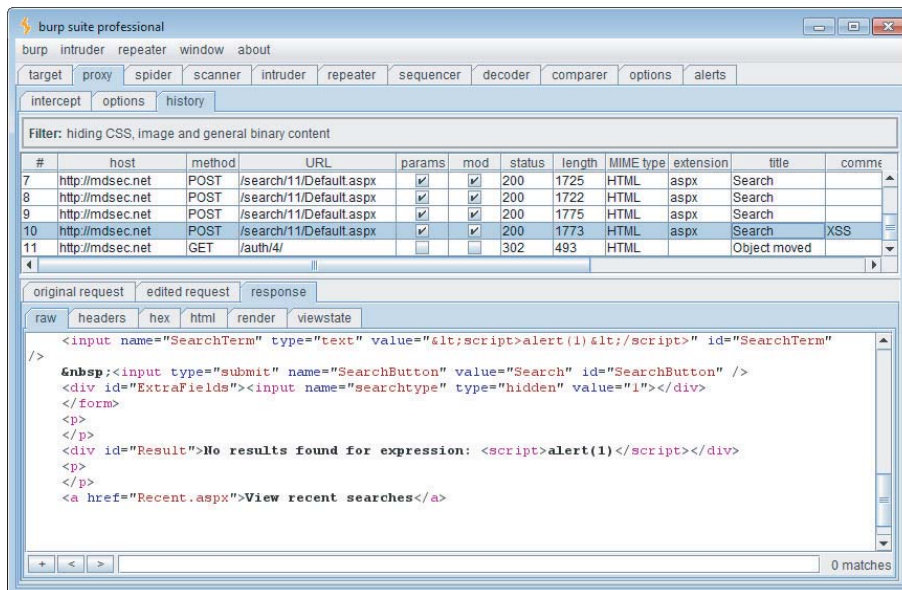 burp suite professional
burp intruder repeater window about
target proxy spider scanner intruder repeater sequencer decoder comparer options alerts
intercept options history
Filter: hiding CSS, image and general binary content
# host method URL params mod status length MIME type extension title comme
7 http://mdsec.net POST /search/11/Default.aspx 200 1725 HTML aspx Search
8 http://mdsec.net POST /search/11/Default.aspx 200 1722 HTML aspx Search
9 http://mdsec.net POST /search/11/Default.aspx 200 1775 HTML aspx Search
10 http://mdsec.net POST /search/11/Default.aspx 200 1773 HTML aspx Search XSS
11 http://mdsec.net GET /auth/4/ 302 493 HTML Object moved
original request edited request response
raw headers hex html render viewstate
<input name="SearchTerm" type="text" value="&lt;script>alert(1)&lt;/script>" id="SearchTerm"
/>
&nbsp;<input type="submit" name="SearchButton" value="Search" id="SearchButton" />
<div id="ExtraFields"><input name="searchtype" type="hidden" value="1"></div>
</form>
<p>
</p>
<div id="Result">No results found for expression: <script>alert(1)</script></div>
<p>
</p>
<a href="Recent.aspx">View recent searches</a>
+ < > 0 matches